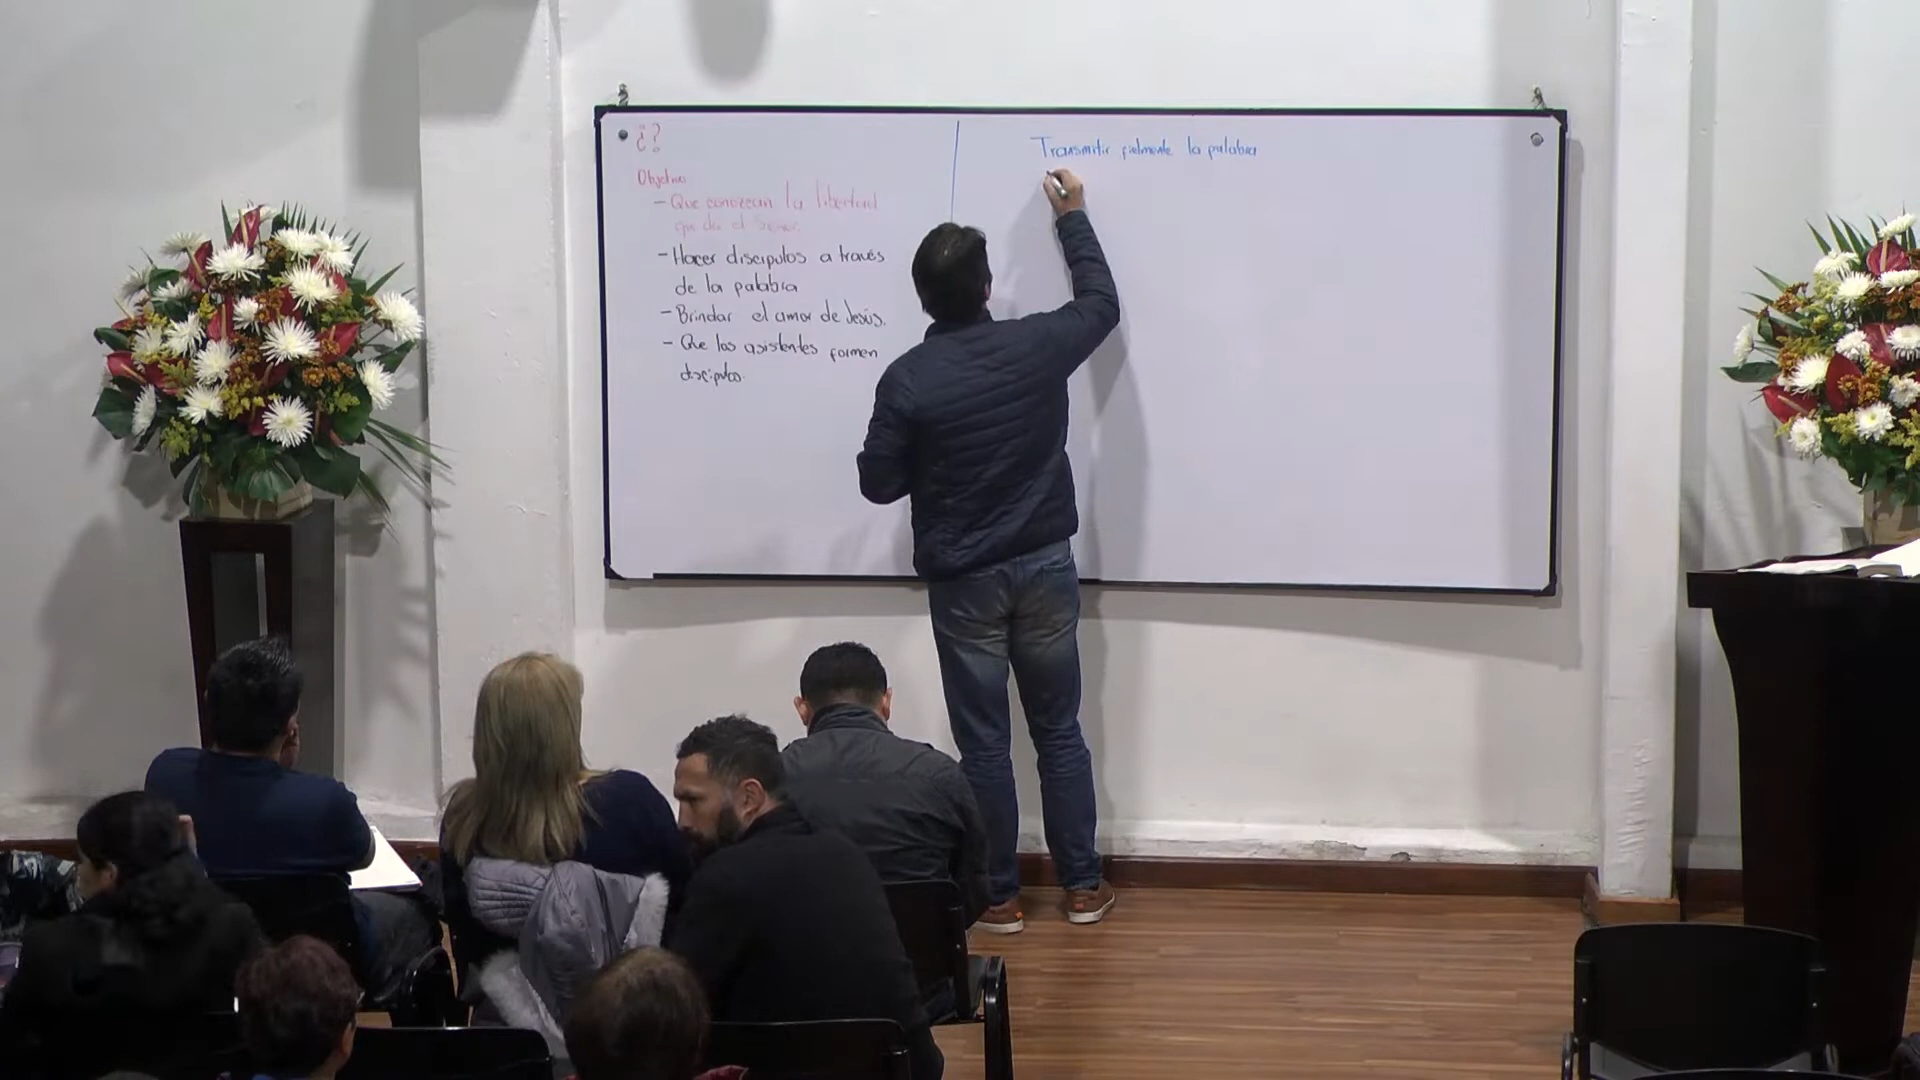 ¿?
Objetivo
- Que conozcan la libertad
que da el Señor.
- Hacer discipulos a través
de la palabra
- Brindar el amor de Jesús.
- Que los asistentes formen
discipulos.
Transmitir fielmente la palabra